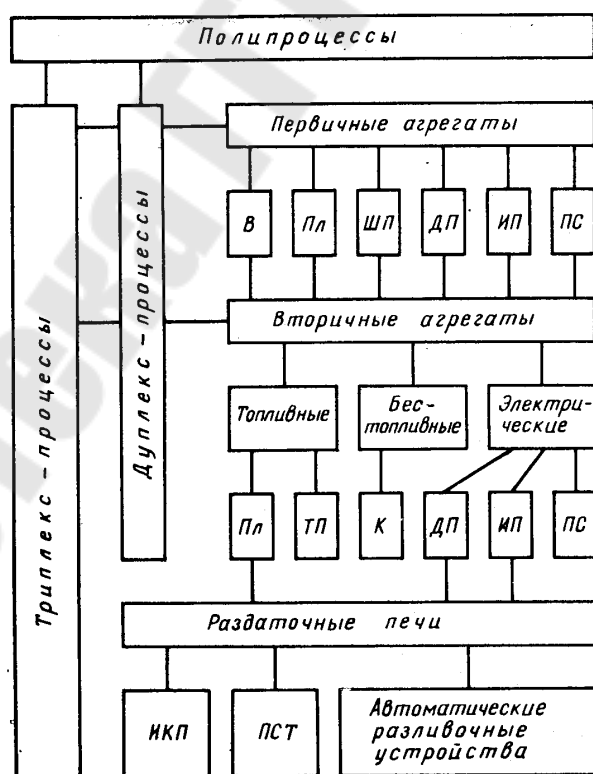 Полипроцессы
Триплекс-процессы
Дуплекс-процессы
Первичные агрегаты
В Пл ШП ДП ИП ПС
Вторичные агрегаты
Топливные
Бес-
топливные
Электри-
ческие
Пл ТП К ДП ИП ПС
Раздаточные печи
ИКП ПСТ
Автоматические
разливочные
устройства